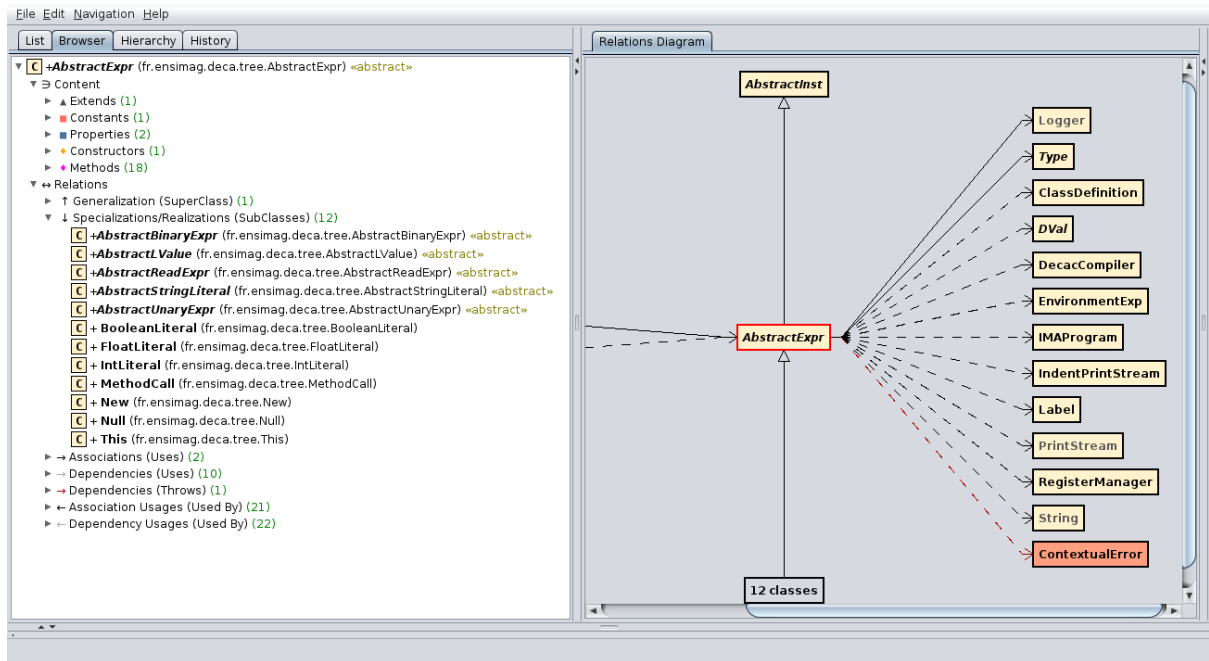 File Edit Navigation Help
List Browser Hierarchy History
C +AbstractExpr (fr.ensimag.deca.tree.AbstractExpr) «abstract»
∋ Content
Extends (1)
Constants (1)
Properties (2)
Constructors (1)
Methods (18)
↔ Relations
↑ Generalization (SuperClass) (1)
↓ Specializations/Realizations (SubClasses) (12)
C +AbstractBinaryExpr (fr.ensimag.deca.tree.AbstractBinaryExpr) «abstract»
C +AbstractLValue (fr.ensimag.deca.tree.AbstractLValue) «abstract»
C +AbstractReadExpr (fr.ensimag.deca.tree.AbstractReadExpr) «abstract»
C +AbstractStringLiteral (fr.ensimag.deca.tree.AbstractStringLiteral) «abstract»
C +AbstractUnaryExpr (fr.ensimag.deca.tree.AbstractUnaryExpr) «abstract»
C + BooleanLiteral (fr.ensimag.deca.tree.BooleanLiteral)
C + FloatLiteral (fr.ensimag.deca.tree.FloatLiteral)
C + IntLiteral (fr.ensimag.deca.tree.IntLiteral)
C + MethodCall (fr.ensimag.deca.tree.MethodCall)
C + New (fr.ensimag.deca.tree.New)
C + Null (fr.ensimag.deca.tree.Null)
C + This (fr.ensimag.deca.tree.This)
→ Associations (Uses) (2)
→ Dependencies (Uses) (10)
→ Dependencies (Throws) (1)
← Association Usages (Used By) (21)
← Dependency Usages (Used By) (22)
Relations Diagram
AbstractInst
Logger
Type
ClassDefinition
DVal
DecacCompiler
EnvironmentExp
AbstractExpr
IMAProgram
IndentPrintStream
Label
PrintStream
RegisterManager
String
ContextualError
12 classes